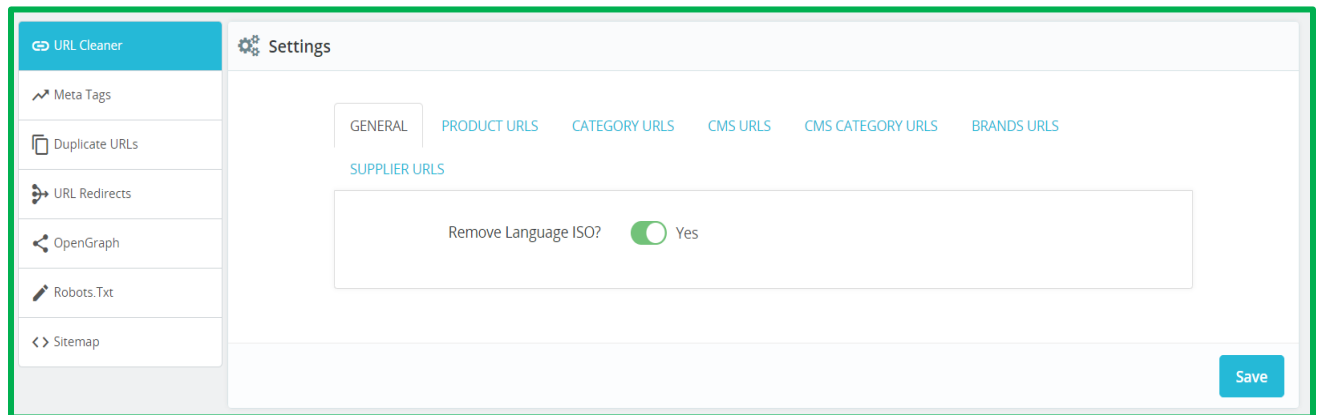 URL Cleaner
Meta Tags
Duplicate URLs
URL Redirects
OpenGraph
Robots.Txt
Sitemap
Settings
GENERAL PRODUCT URLS CATEGORY URLS CMS URLS CMS CATEGORY URLS BRANDS URLS
SUPPLIER URLS
Remove Language ISO? Yes
Save